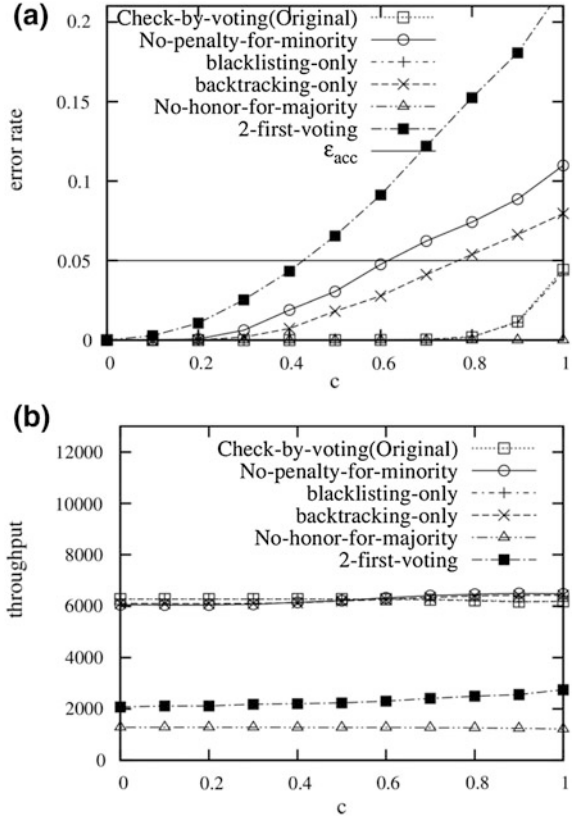 (a)
Check-by-voting(Original)
No-penalty-for-minority
blacklisting-only
backtracking-only
No-honor-for-majority
2-first-voting
ε_acc
error rate
0.2
0.15
0.1
0.05
0
0 0.2 0.4 0.6 0.8 1
c
(b)
Check-by-voting(Original)
No-penalty-for-minority
blacklisting-only
backtracking-only
No-honor-for-majority
2-first-voting
throughput
12000
10000
8000
6000
4000
2000
0
0 0.2 0.4 0.6 0.8 1
c